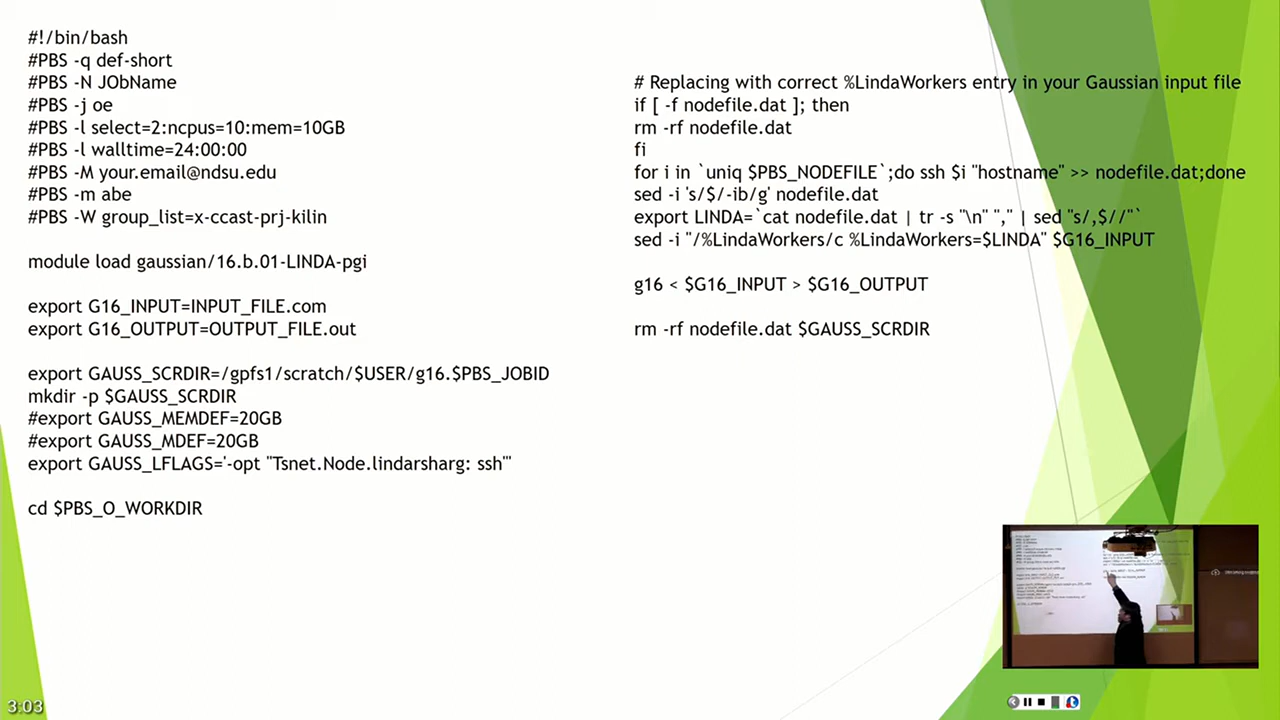 #!/bin/bash
#PBS -q def-short
#PBS -N JObName
#PBS -j oe
#PBS -l select=2:ncpus=10:mem=10GB
#PBS -l walltime=24:00:00
#PBS -M your.email@ndsu.edu
#PBS -m abe
#PBS -W group_list=x-ccast-prj-kilin
module load gaussian/16.b.01-LINDA-pgi
export G16_INPUT=INPUT_FILE.com
export G16_OUTPUT=OUTPUT_FILE.out
export GAUSS_SCRDIR=/gpfs1/scratch/$USER/g16.$PBS_JOBID
mkdir -p $GAUSS_SCRDIR
#export GAUSS_MEMDEF=20GB
#export GAUSS_MDEF=20GB
export GAUSS_LFLAGS='-opt "Tsnet.Node.lindarsharg: ssh"'
cd $PBS_O_WORKDIR
# Replacing with correct %LindaWorkers entry in your Gaussian input file
if [ -f nodefile.dat ]; then
rm -rf nodefile.dat
fi
for i in `uniq $PBS_NODEFILE`;do ssh $i "hostname" >> nodefile.dat;done
sed -i 's/$/-ib/g' nodefile.dat
export LINDA=`cat nodefile.dat | tr -s "\n" "," | sed "s/,$//"`
sed -i "/%LindaWorkers/c %LindaWorkers=$LINDA" $G16_INPUT
g16 < $G16_INPUT > $G16_OUTPUT
rm -rf nodefile.dat $GAUSS_SCRDIR
3:03